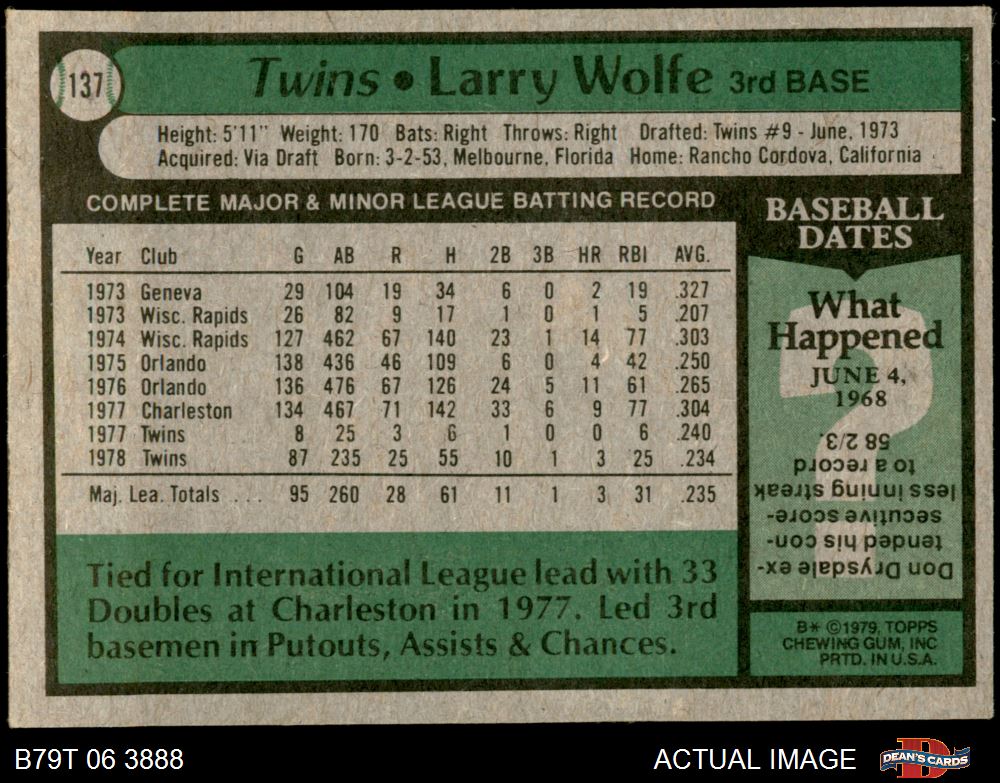 137
Twins • Larry Wolfe 3rd BASE
Height: 5'11" Weight: 170 Bats: Right Throws: Right Drafted: Twins #9 - June, 1973
Acquired: Via Draft Born: 3-2-53, Melbourne, Florida Home: Rancho Cordova, California
COMPLETE MAJOR & MINOR LEAGUE BATTING RECORD
Year Club G AB R H 2B 3B HR RBI AVG.
1973 Geneva 29 104 19 34 6 0 2 19 .327
1973 Wisc. Rapids 26 82 9 17 1 0 1 5 .207
1974 Wisc. Rapids 127 462 67 140 23 1 14 77 .303
1975 Orlando 138 436 46 109 6 0 4 42 .250
1976 Orlando 136 476 67 126 24 5 11 61 .265
1977 Charleston 134 467 71 142 33 6 9 77 .304
1977 Twins 8 25 3 6 1 0 0 6 .240
1978 Twins 87 235 25 55 10 1 3 25 .234
Maj. Lea. Totals ... 95 260 28 61 11 1 3 31 .235
Tied for International League lead with 33
Doubles at Charleston in 1977. Led 3rd
basemen in Putouts, Assists & Chances.
BASEBALL
DATES
?
What
Happened
JUNE 4,
1968
Don Drysdale ex-
tended his con-
secutive score-
less inning streak
to a record
58 2/3.
B* ©1979, TOPPS
CHEWING GUM, INC
PRTD. IN U.S.A.
B79T 06 3888
ACTUAL IMAGE
D
DEAN'S CARDS